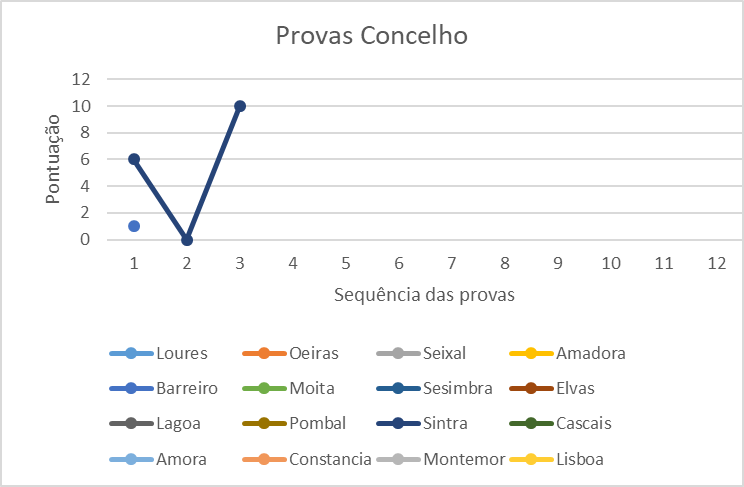 Provas Concelho
12
10
8
6
4
2
0
Pontuação
1 2 3 4 5 6 7 8 9 10 11 12
Sequência das provas
Loures Oeiras Seixal Amadora
Barreiro Moita Sesimbra Elvas
Lagoa Pombal Sintra Cascais
Amora Constancia Montemor Lisboa